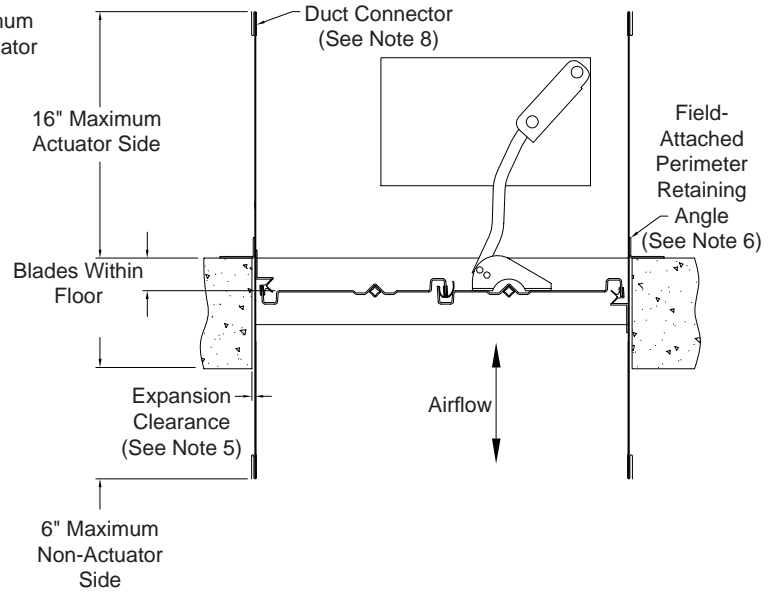 Duct Connector
(See Note 8)
16" Maximum
Actuator Side
Field-
Attached
Perimeter
Retaining
Angle
(See Note 6)
Blades Within
Floor
Expansion
Clearance
(See Note 5)
Airflow
6" Maximum
Non-Actuator
Side